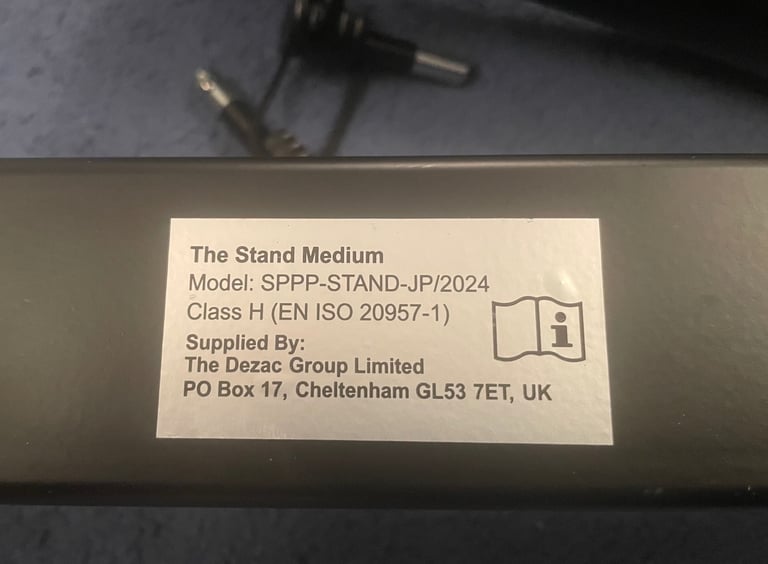 The Stand Medium
Model: SPPP-STAND-JP/2024
Class H (EN ISO 20957-1)
Supplied By:
The Dezac Group Limited
PO Box 17, Cheltenham GL53 7ET, UK